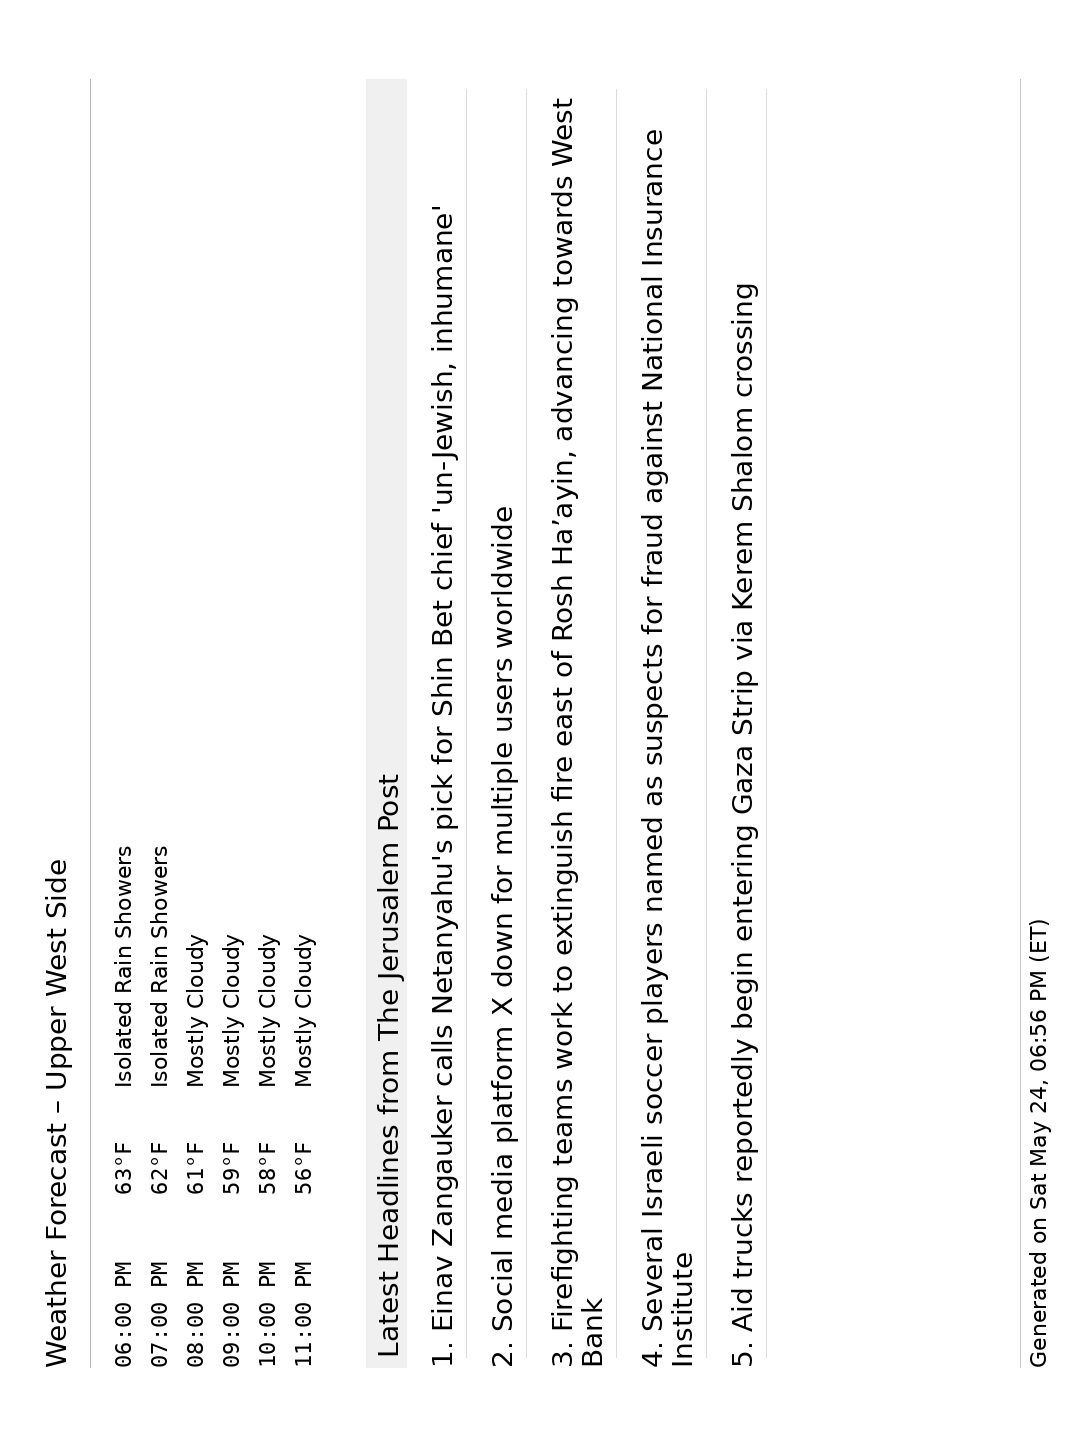 Weather Forecast – Upper West Side
06:00 PM 63°F Isolated Rain Showers
07:00 PM 62°F Isolated Rain Showers
08:00 PM 61°F Mostly Cloudy
09:00 PM 59°F Mostly Cloudy
10:00 PM 58°F Mostly Cloudy
11:00 PM 56°F Mostly Cloudy
Latest Headlines from The Jerusalem Post
1. Einav Zangauker calls Netanyahu's pick for Shin Bet chief 'un-Jewish, inhumane'
2. Social media platform X down for multiple users worldwide
3. Firefighting teams work to extinguish fire east of Rosh Ha’ayin, advancing towards West
Bank
4. Several Israeli soccer players named as suspects for fraud against National Insurance
Institute
5. Aid trucks reportedly begin entering Gaza Strip via Kerem Shalom crossing
Generated on Sat May 24, 06:56 PM (ET)